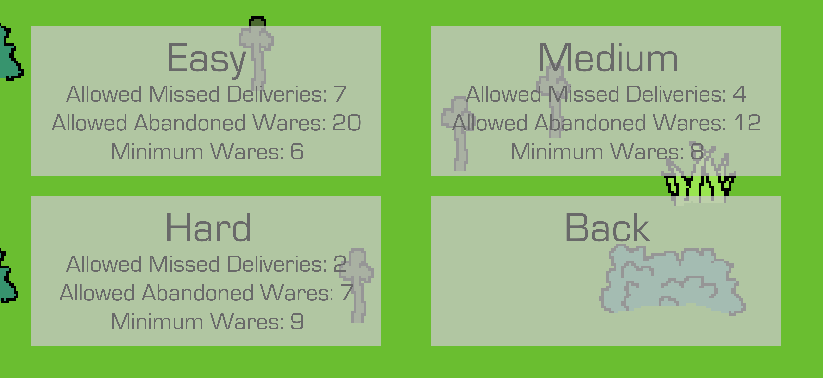 Easy
Allowed Missed Deliveries: 7
Allowed Abandoned Wares: 20
Minimum Wares: 6
Medium
Allowed Missed Deliveries: 4
Allowed Abandoned Wares: 12
Minimum Wares: 8
Hard
Allowed Missed Deliveries: 2
Allowed Abandoned Wares: 7
Minimum Wares: 9
Back